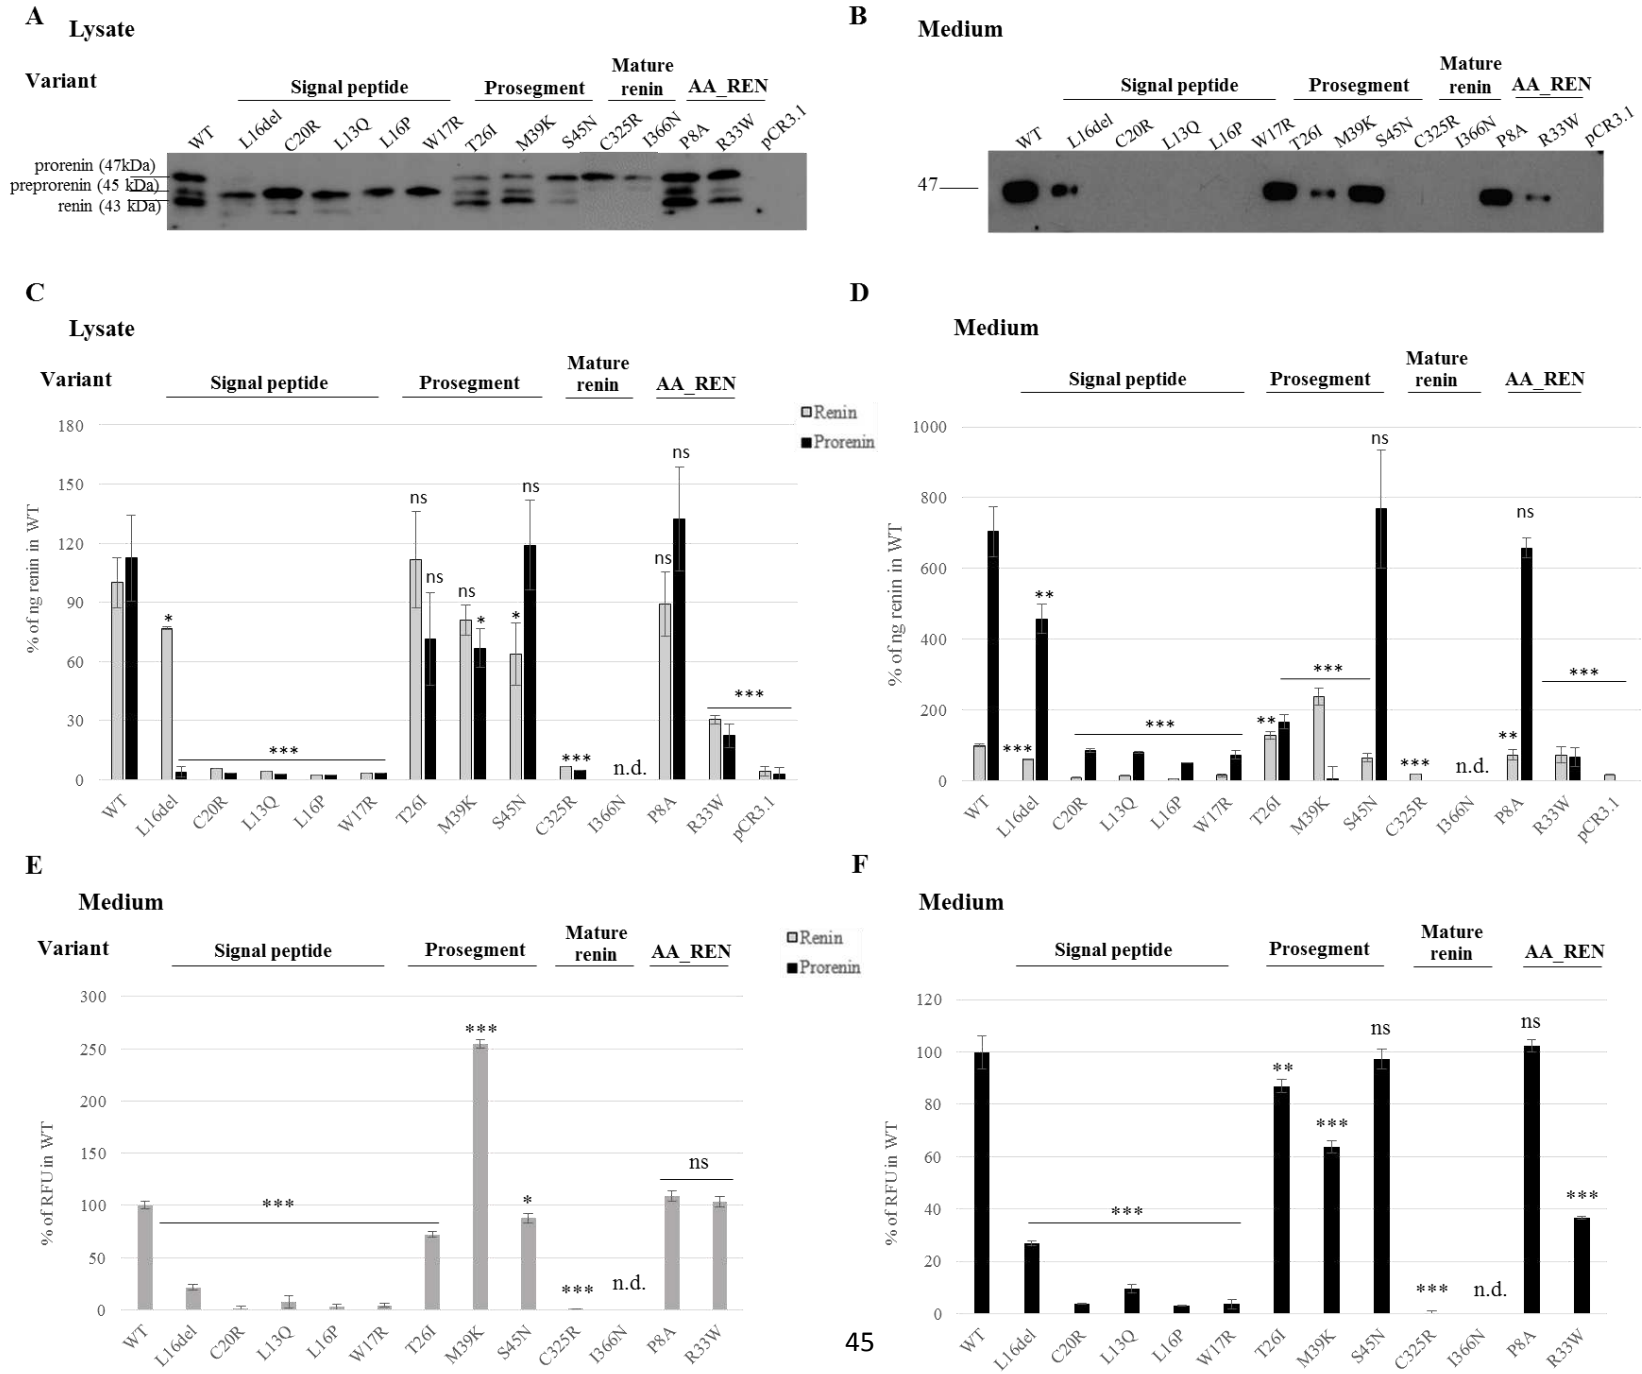 A
Lysate
Variant
Signal peptide
Prosegment
Mature
renin
AA_REN
WT
L16del
C20R
L13Q
L16P
W17R
T26I
M39K
S45N
C325R
I366N
P8A
R33W
pCR3.1
prorenin (47kDa)
preprorenin (45 kDa)
renin (43 kDa)
B
Medium
Signal peptide
Prosegment
Mature
renin
AA_REN
WT
L16del
C20R
L13Q
L16P
W17R
T26I
M39K
S45N
C325R
I366N
P8A
R33W
pCR3.1
47
C
Lysate
Variant
Signal peptide
Prosegment
Mature
renin
AA_REN
Renin
Prorenin
% of ng renin in WT
180
150
120
90
60
30
0
*
***
ns
ns
ns
*
*
ns
***
n.d.
ns
ns
***
WT
L16del
C20R
L13Q
L16P
W17R
T26I
M39K
S45N
C325R
I366N
P8A
R33W
pCR3.1
D
Medium
Signal peptide
Prosegment
Mature
renin
AA_REN
% of ng renin in WT
1000
800
600
400
200
0
***
**
***
**
***
ns
***
n.d.
**
ns
***
WT
L16del
C20R
L13Q
L16P
W17R
T26I
M39K
S45N
C325R
I366N
P8A
R33W
pCR3.1
E
Medium
Variant
Signal peptide
Prosegment
Mature
renin
AA_REN
Renin
Prorenin
% of RFU in WT
300
250
200
150
100
50
0
***
***
*
***
n.d.
ns
WT
L16del
C20R
L13Q
L16P
W17R
T26I
M39K
S45N
C325R
I366N
P8A
R33W
F
Medium
Signal peptide
Prosegment
Mature
renin
AA_REN
% of RFU in WT
120
100
80
60
40
20
0
***
**
***
ns
***
n.d.
ns
***
WT
L16del
C20R
L13Q
L16P
W17R
T26I
M39K
S45N
C325R
I366N
P8A
R33W
45